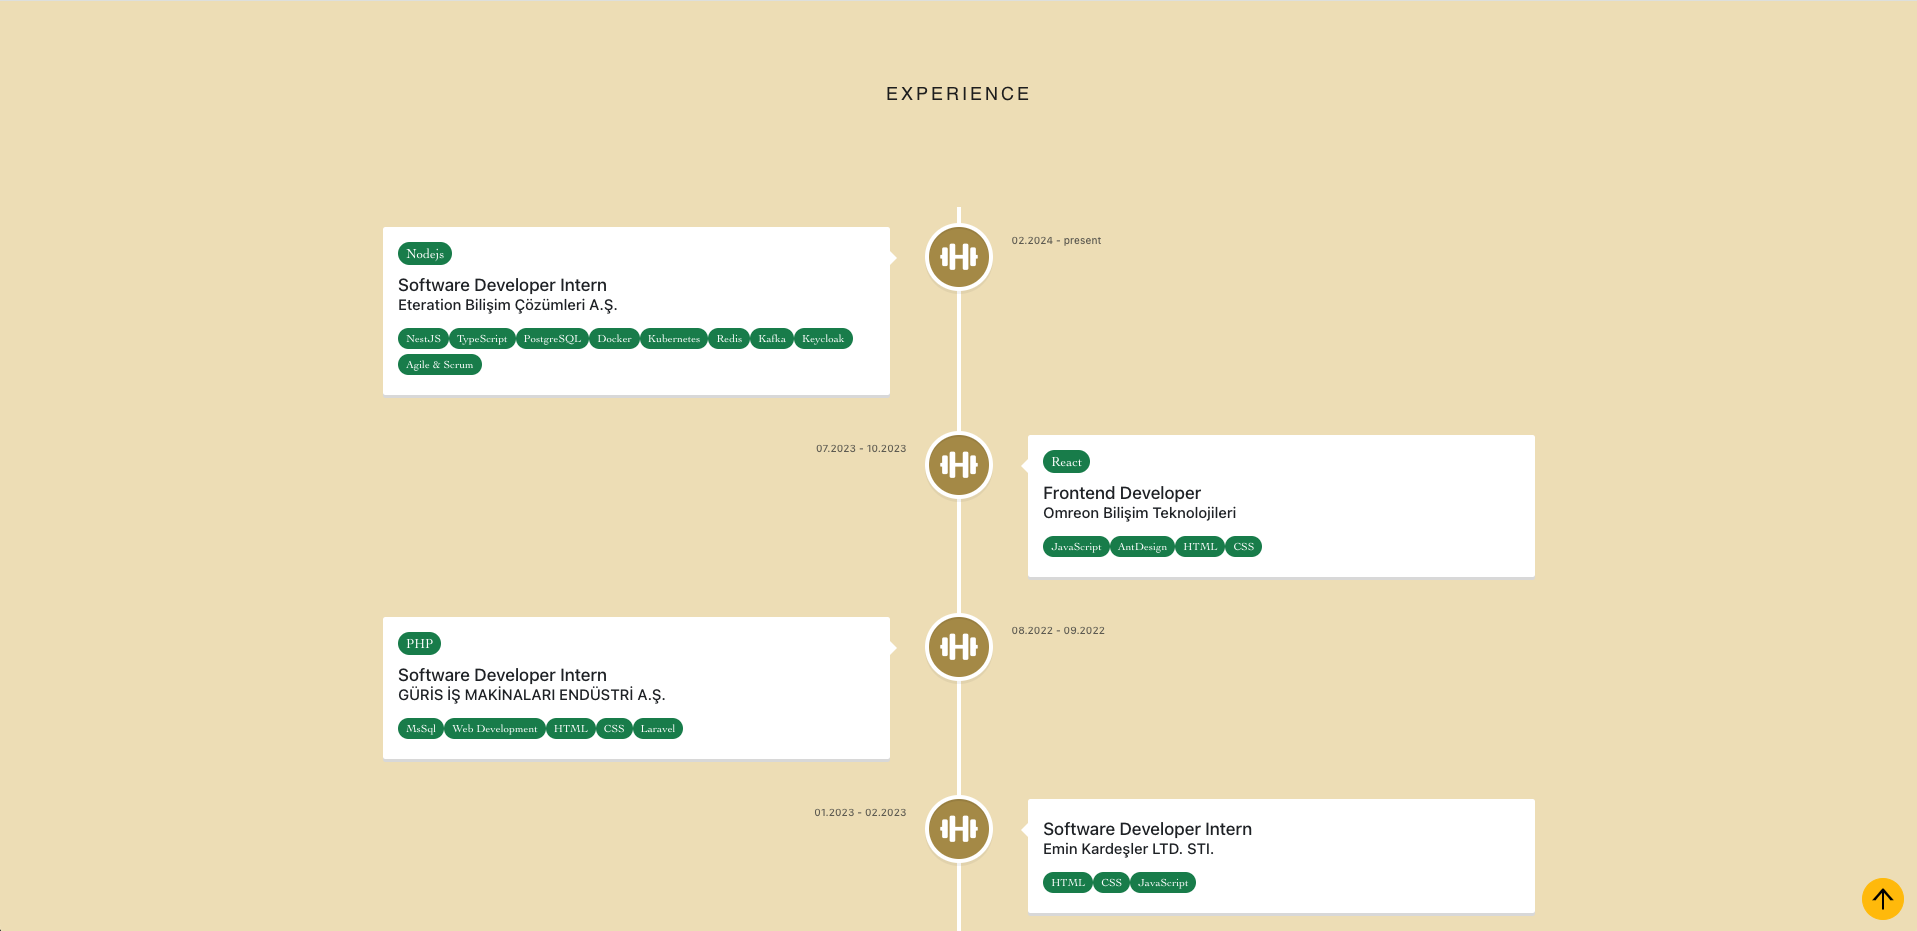 EXPERIENCE
02.2024 - present
Nodejs
Software Developer Intern
Eteration Bilişim Çözümleri A.Ş.
NestJS TypeScript PostgreSQL Docker Kubernetes Redis Kafka Keycloak
Agile & Scrum
07.2023 - 10.2023
React
Frontend Developer
Omreon Bilişim Teknolojileri
JavaScript AntDesign HTML CSS
08.2022 - 09.2022
PHP
Software Developer Intern
GÜRİS İŞ MAKİNALARI ENDÜSTRİ A.Ş.
MsSql Web Development HTML CSS Laravel
01.2023 - 02.2023
Software Developer Intern
Emin Kardeşler LTD. STI.
HTML CSS JavaScript